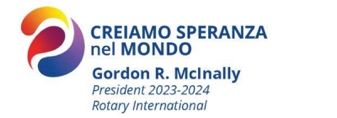 CREIAMO SPERANZA
nel MONDO
Gordon R. McInally
President 2023-2024
Rotary International